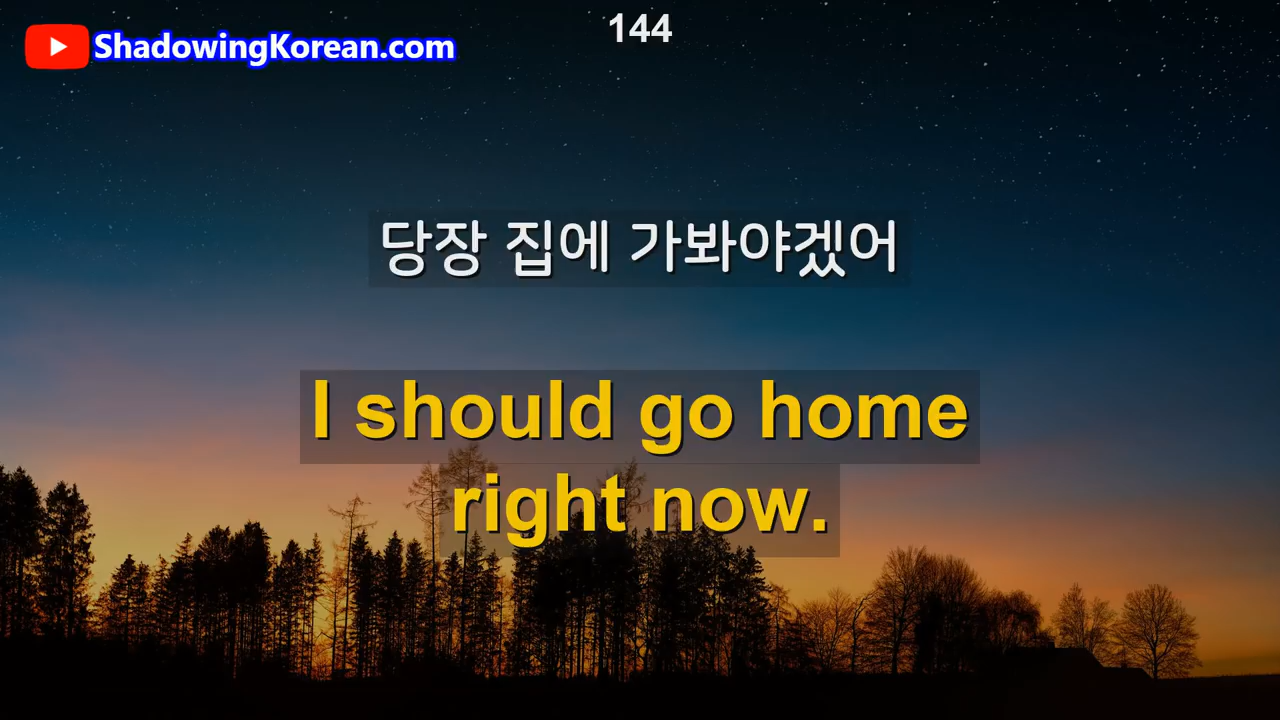 144
ShadowingKorean.com
당장 집에 가봐야겠어
I should go home
right now.